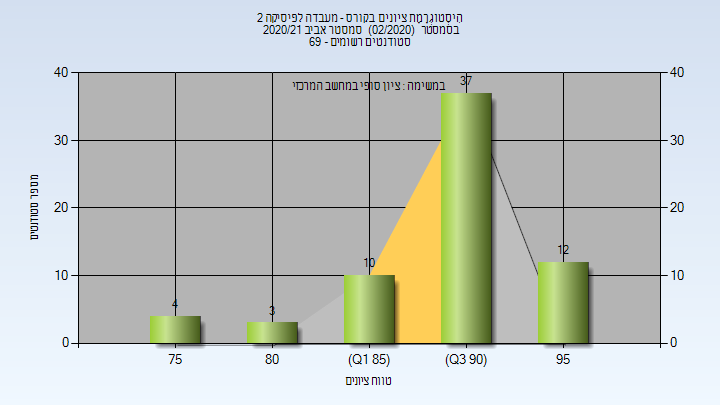 היסטוגרמת ציונים בקורס - מעבדה לפיסיקה 2
בסמסטר (02/2020) סמסטר אביב 2020/21
סטודנטים רשומים - 69
במשימה : ציון סופי במחשב המרכזי
40 40
30 30
20 20
10 10
0 0
מספר סטודנטים
4 3 10 37 12
75 80 (Q1 85) (Q3 90) 95
טווח ציונים